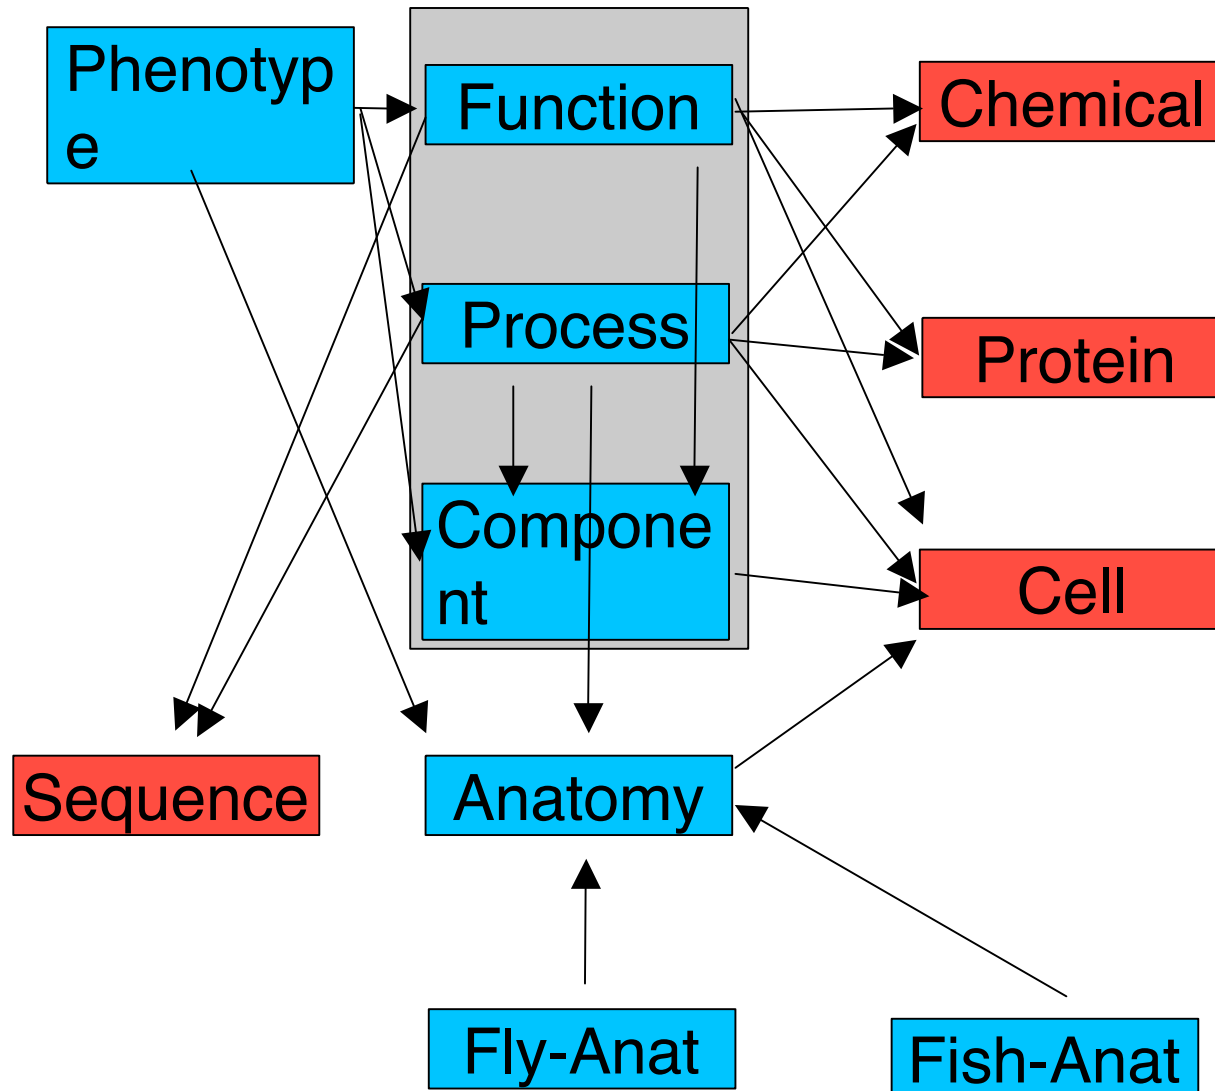 Phenotyp
e
Function
Chemical
Process
Protein
Compone
nt
Cell
Sequence
Anatomy
Fly-Anat
Fish-Anat